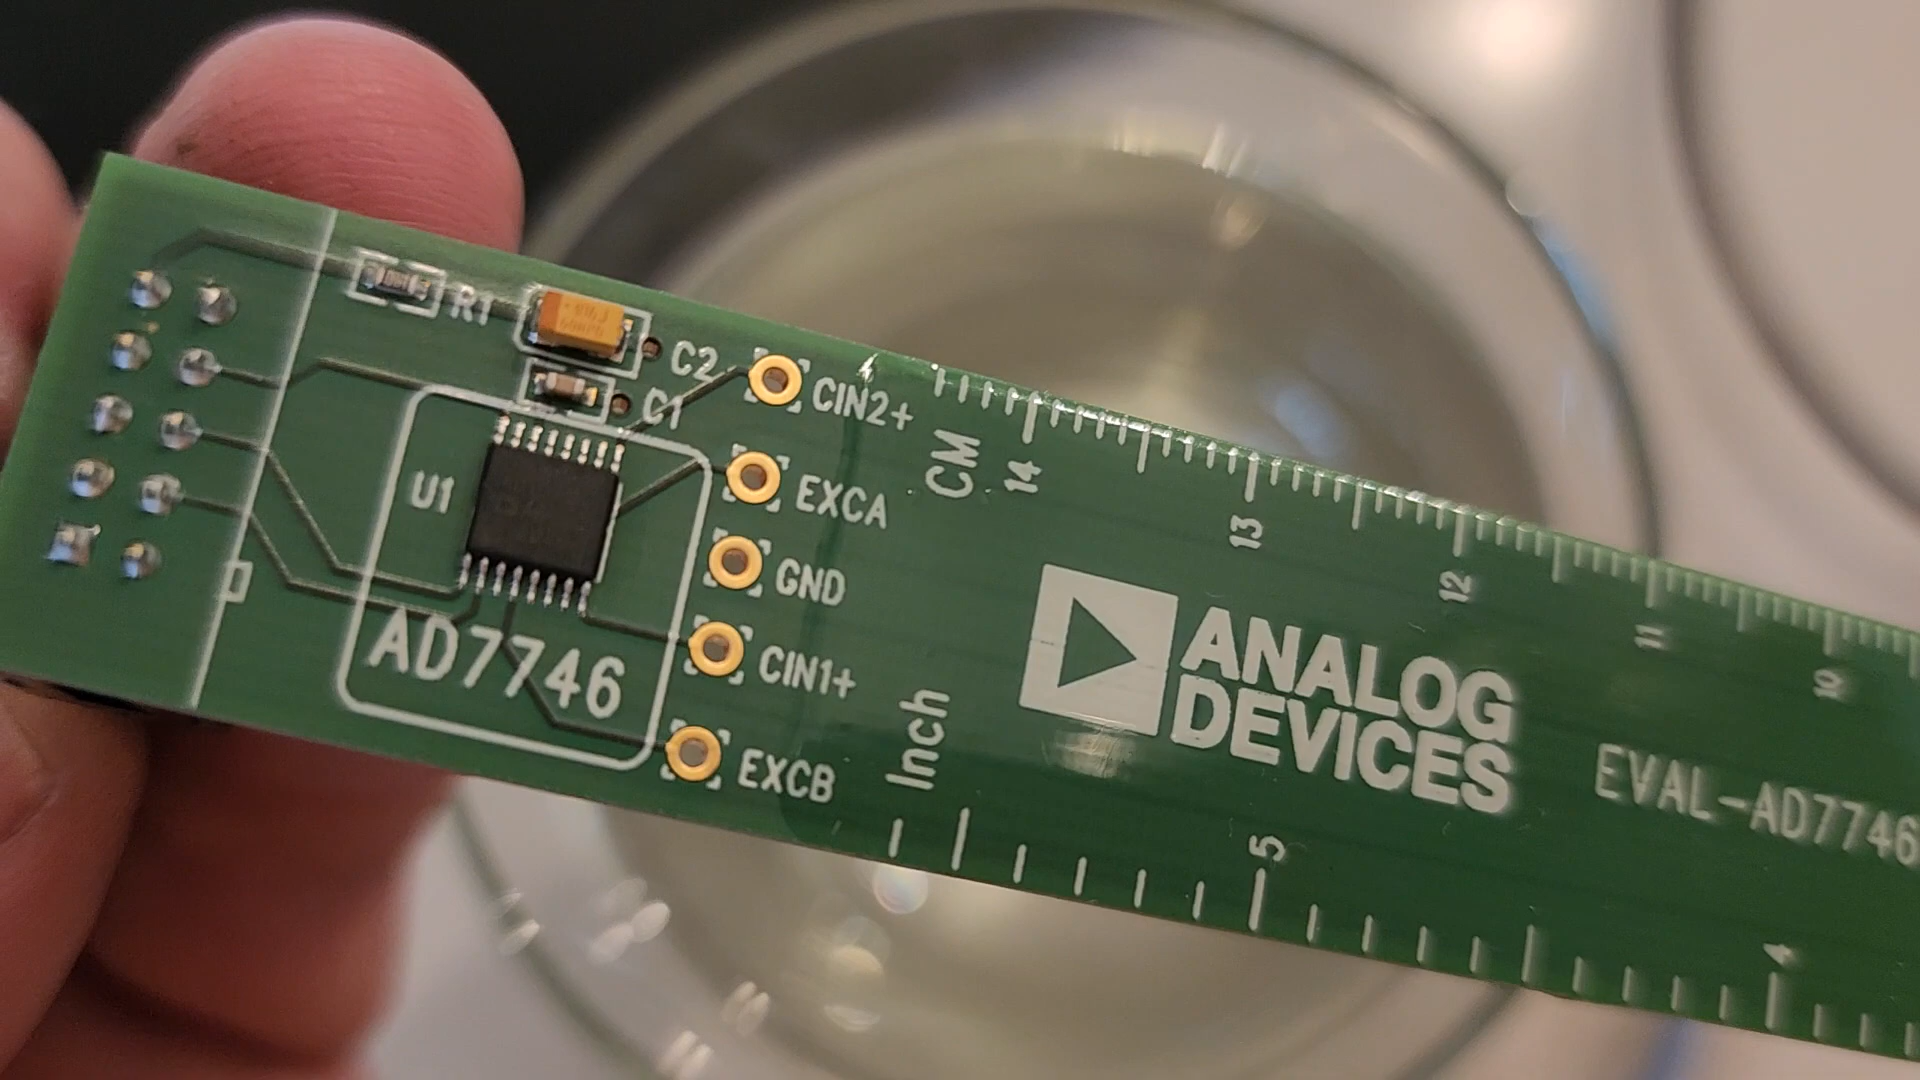 R1
C2
C1
CIN2+
EXCA
GND
CIN1+
EXCB
U1
AD7746
CM
14
13
12
11
10
Inch
5
4
ANALOG
DEVICES
EVAL-AD7746